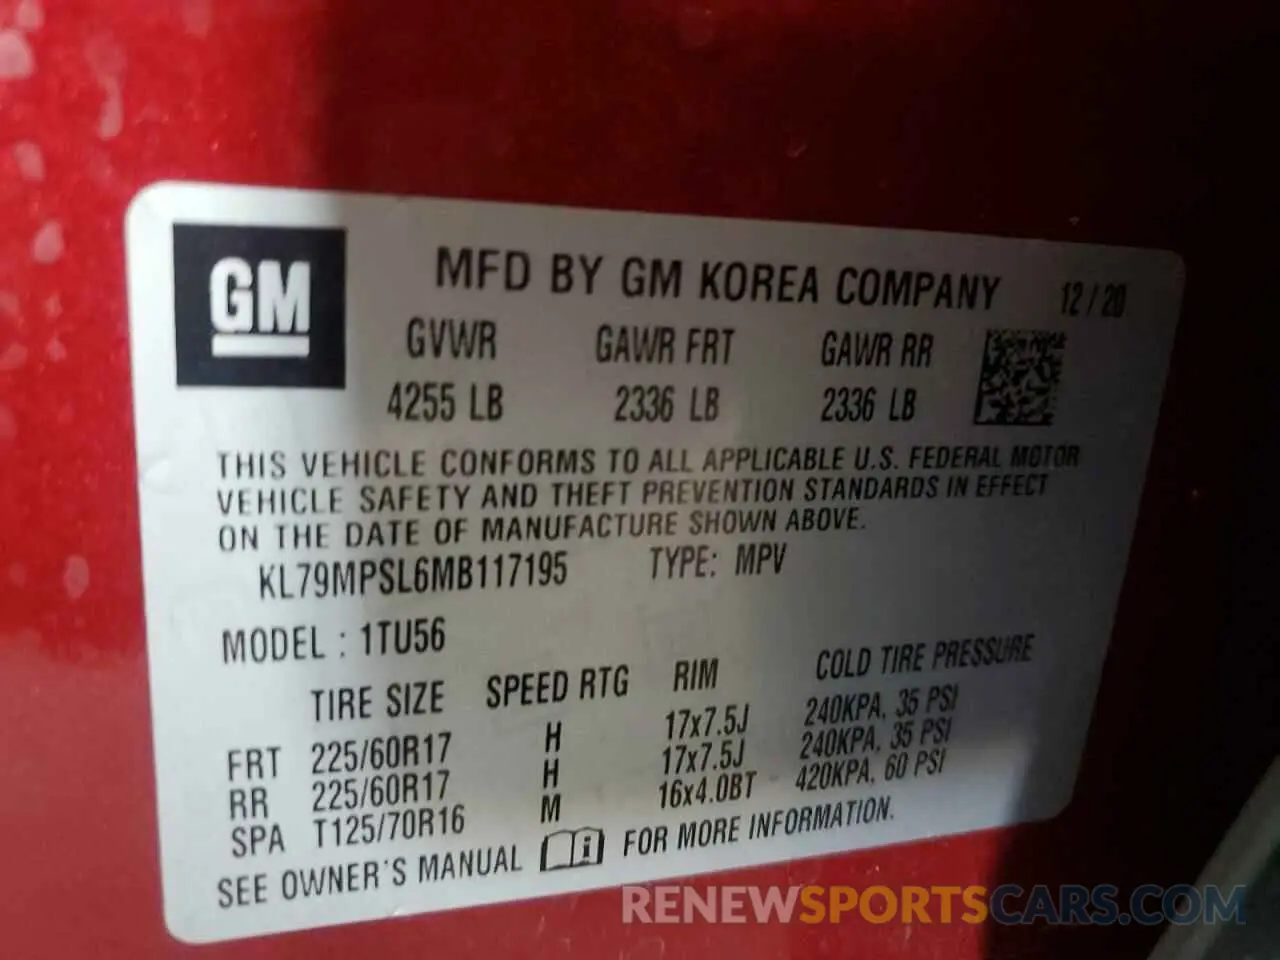 GM
MFD BY GM KOREA COMPANY 12/20
GVWR GAWR FRT GAWR RR
4255 LB 2336 LB 2336 LB
THIS VEHICLE CONFORMS TO ALL APPLICABLE U.S. FEDERAL MOTOR
VEHICLE SAFETY AND THEFT PREVENTION STANDARDS IN EFFECT
ON THE DATE OF MANUFACTURE SHOWN ABOVE.
KL79MPSL6MB117195 TYPE: MPV
MODEL : 1TU56
TIRE SIZE SPEED RTG RIM COLD TIRE PRESSURE
FRT 225/60R17 H 17x7.5J 240KPA, 35 PSI
RR 225/60R17 H 17x7.5J 240KPA, 35 PSI
SPA T125/70R16 M 16x4.0BT 420KPA, 60 PSI
SEE OWNER'S MANUAL i FOR MORE INFORMATION.
RENEWSPORTSCARS.COM